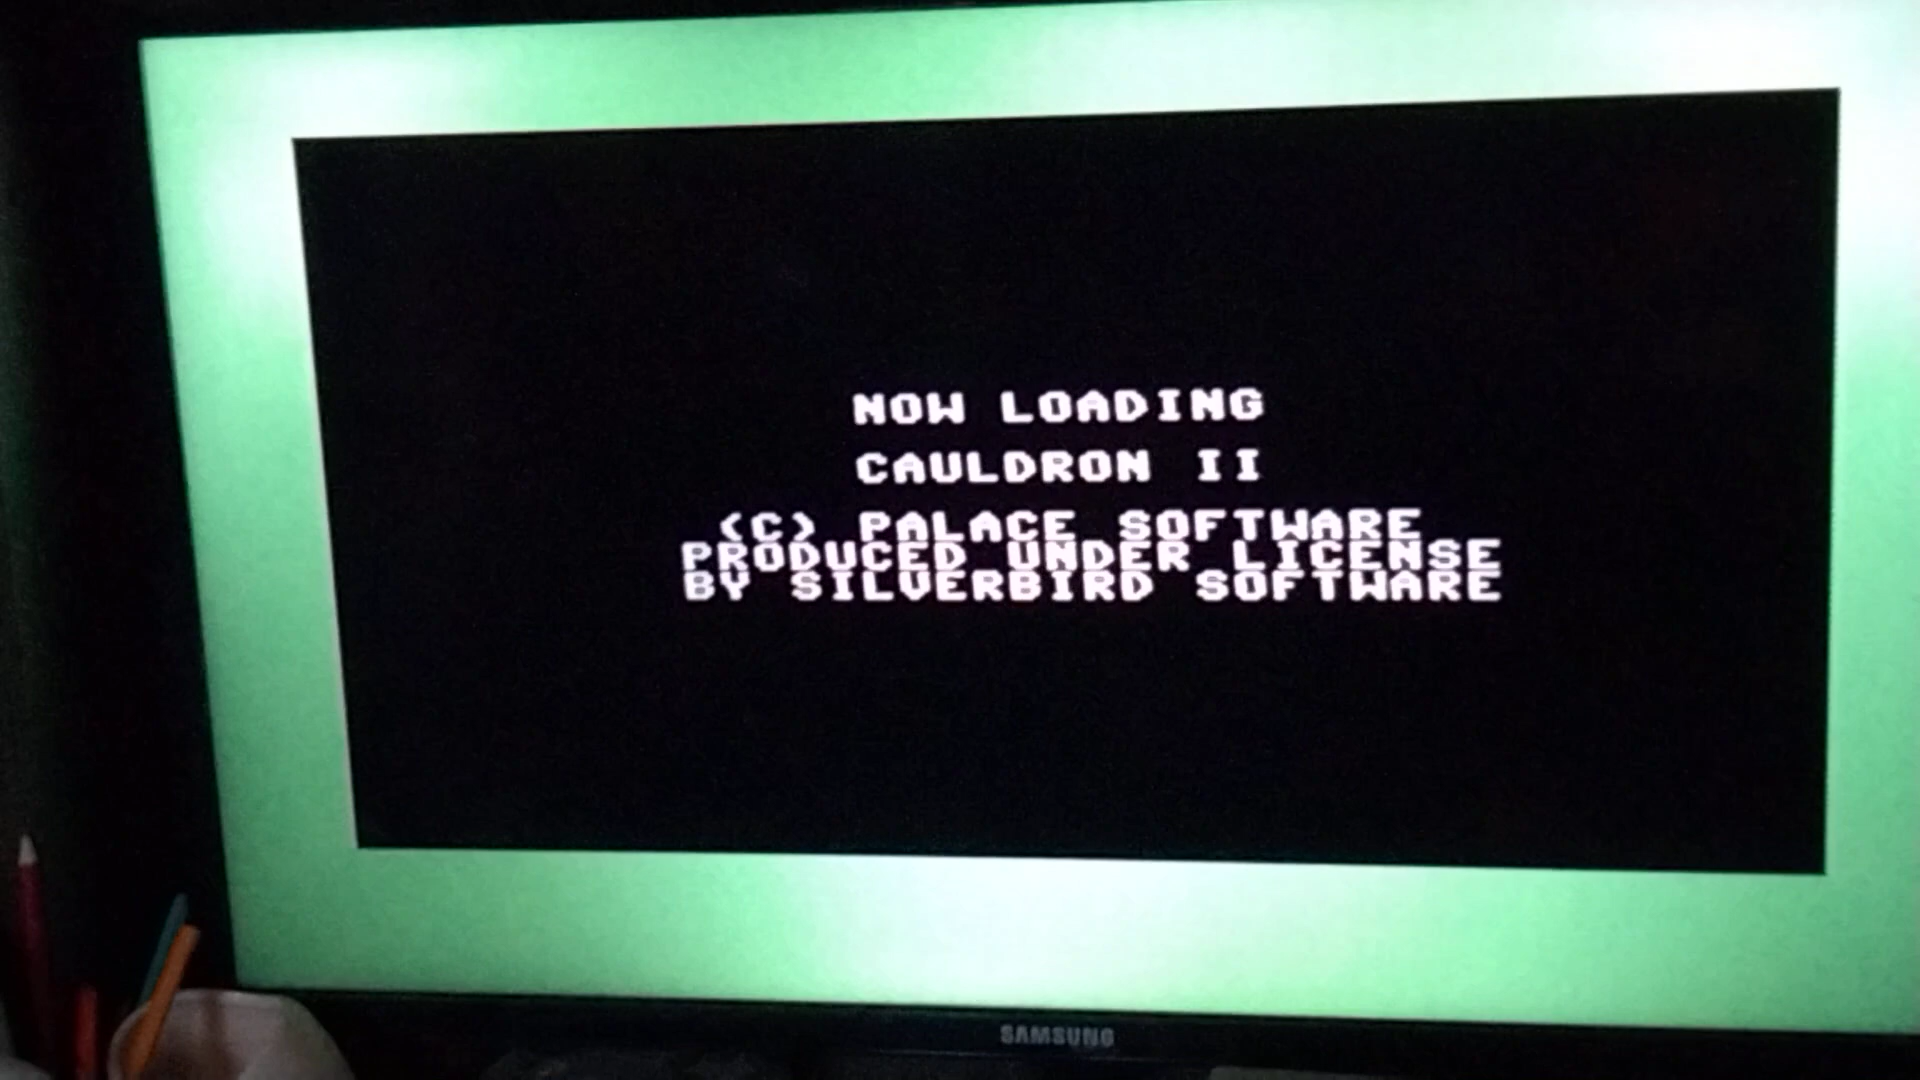 NOW LOADING
CAULDRON II
(C) PALACE SOFTWARE
PRODUCED UNDER LICENSE
BY SILVERBIRD SOFTWARE
SAMSUNG